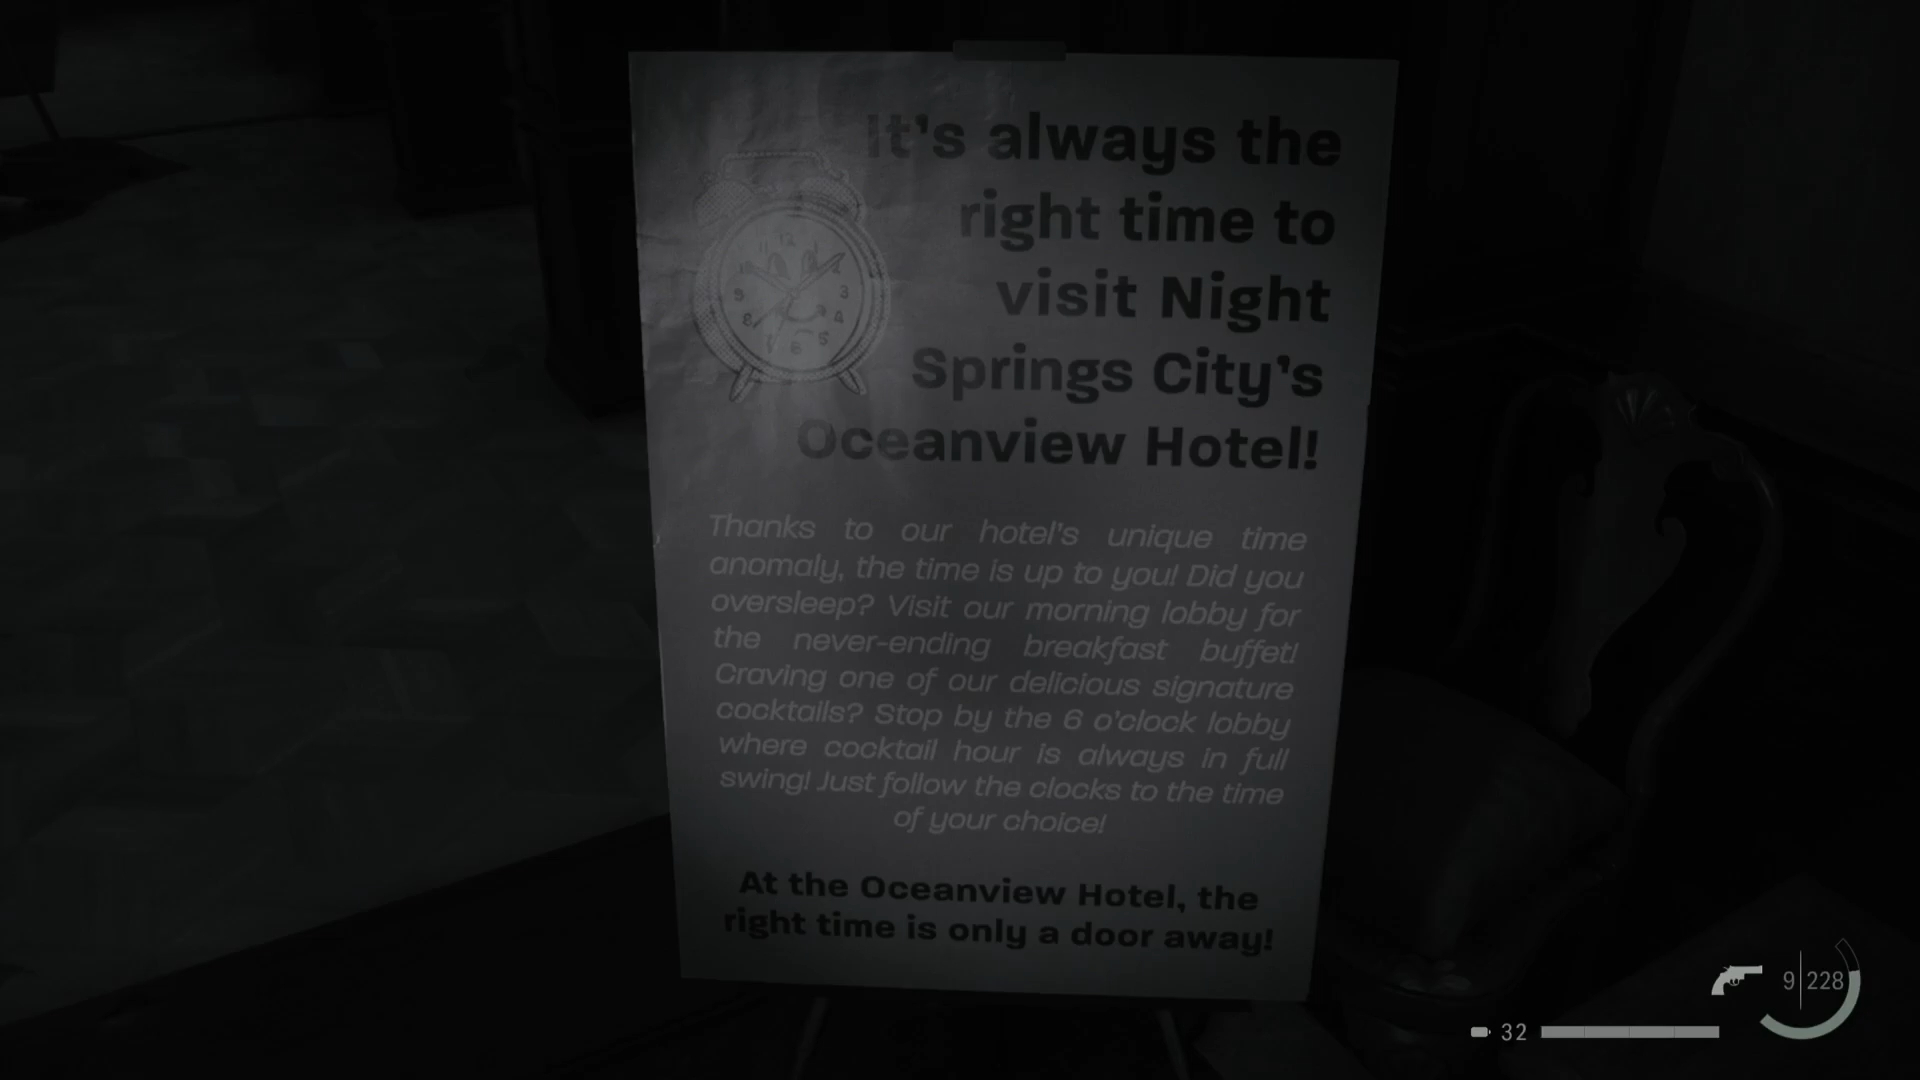 It's always the
right time to
visit Night
Springs City's
Oceanview Hotel!
Thanks to our hotel's unique time
anomaly, the time is up to you! Did you
oversleep? Visit our morning lobby for
the never-ending breakfast buffet!
Craving one of our delicious signature
cocktails? Stop by the 6 o'clock lobby
where cocktail hour is always in full
swing! Just follow the clocks to the time
of your choice!
At the Oceanview Hotel, the
right time is only a door away!
9 | 228
32